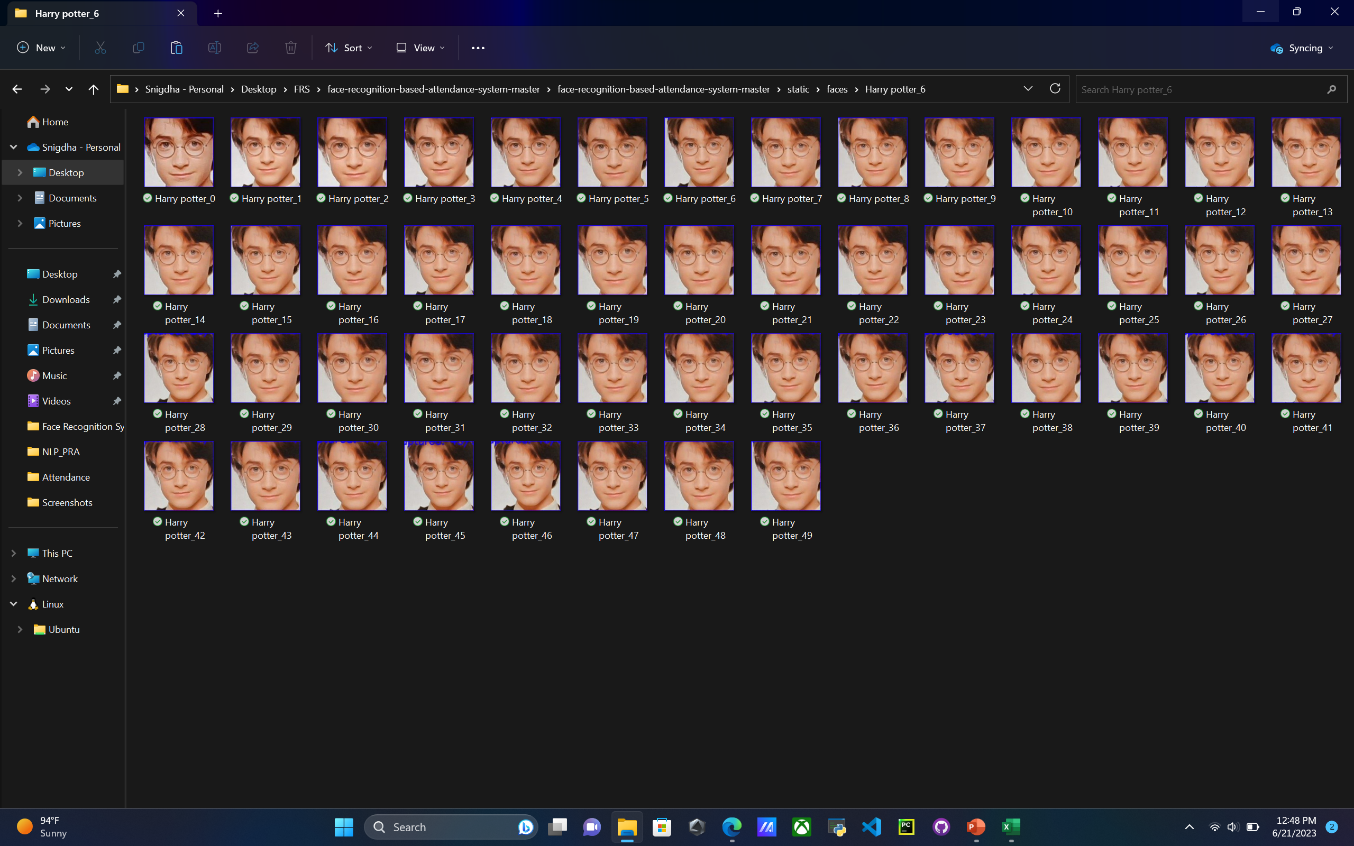 Harry potter_6
New
Sort
View
Syncing
Snigdha - Personal
Desktop
FRS
face-recognition-based-attendance-system-master
face-recognition-based-attendance-system-master
static
faces
Harry potter_6
Search Harry potter_6
Home
Snigdha - Personal
Desktop
Documents
Pictures
Desktop
Downloads
Documents
Pictures
Music
Videos
Face Recognition Sy
NLP_PRA
Attendance
Screenshots
This PC
Network
Linux
Ubuntu
Harry potter_0
Harry potter_1
Harry potter_2
Harry potter_3
Harry potter_4
Harry potter_5
Harry potter_6
Harry potter_7
Harry potter_8
Harry potter_9
Harry
potter_10
Harry
potter_11
Harry
potter_12
Harry
potter_13
Harry
potter_14
Harry
potter_15
Harry
potter_16
Harry
potter_17
Harry
potter_18
Harry
potter_19
Harry
potter_20
Harry
potter_21
Harry
potter_22
Harry
potter_23
Harry
potter_24
Harry
potter_25
Harry
potter_26
Harry
potter_27
Harry
potter_28
Harry
potter_29
Harry
potter_30
Harry
potter_31
Harry
potter_32
Harry
potter_33
Harry
potter_34
Harry
potter_35
Harry
potter_36
Harry
potter_37
Harry
potter_38
Harry
potter_39
Harry
potter_40
Harry
potter_41
Harry
potter_42
Harry
potter_43
Harry
potter_44
Harry
potter_45
Harry
potter_46
Harry
potter_47
Harry
potter_48
Harry
potter_49
94°F
Sunny
Search
12:48 PM
6/21/2023
2